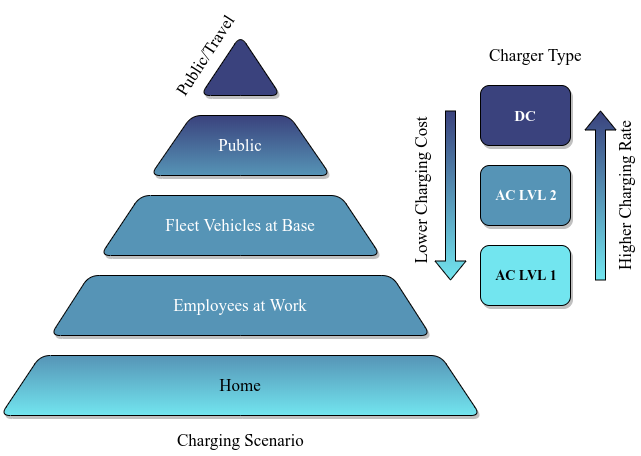 Public/Travel
Public
Fleet Vehicles at Base
Employees at Work
Home
Charging Scenario
Charger Type
Lower Charging Cost
DC
AC LVL 2
AC LVL 1
Higher Charging Rate